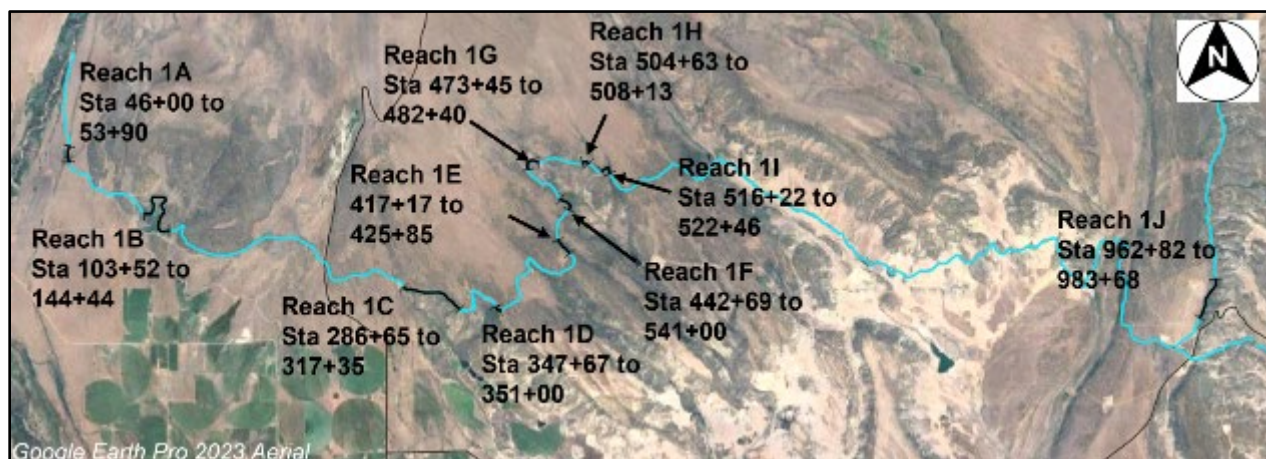 Reach 1A
Sta 46+00 to
53+90
Reach 1B
Sta 103+52 to
144+44
Reach 1C
Sta 286+65 to
317+35
Reach 1D
Sta 347+67 to
351+00
Reach 1E
417+17 to
425+85
Reach 1F
Sta 442+69 to
541+00
Reach 1G
Sta 473+45 to
482+40
Reach 1H
Sta 504+63 to
508+13
Reach 1I
Sta 516+22 to
522+46
Reach 1J
Sta 962+82 to
983+68
N
Google Earth Pro 2023 Aerial